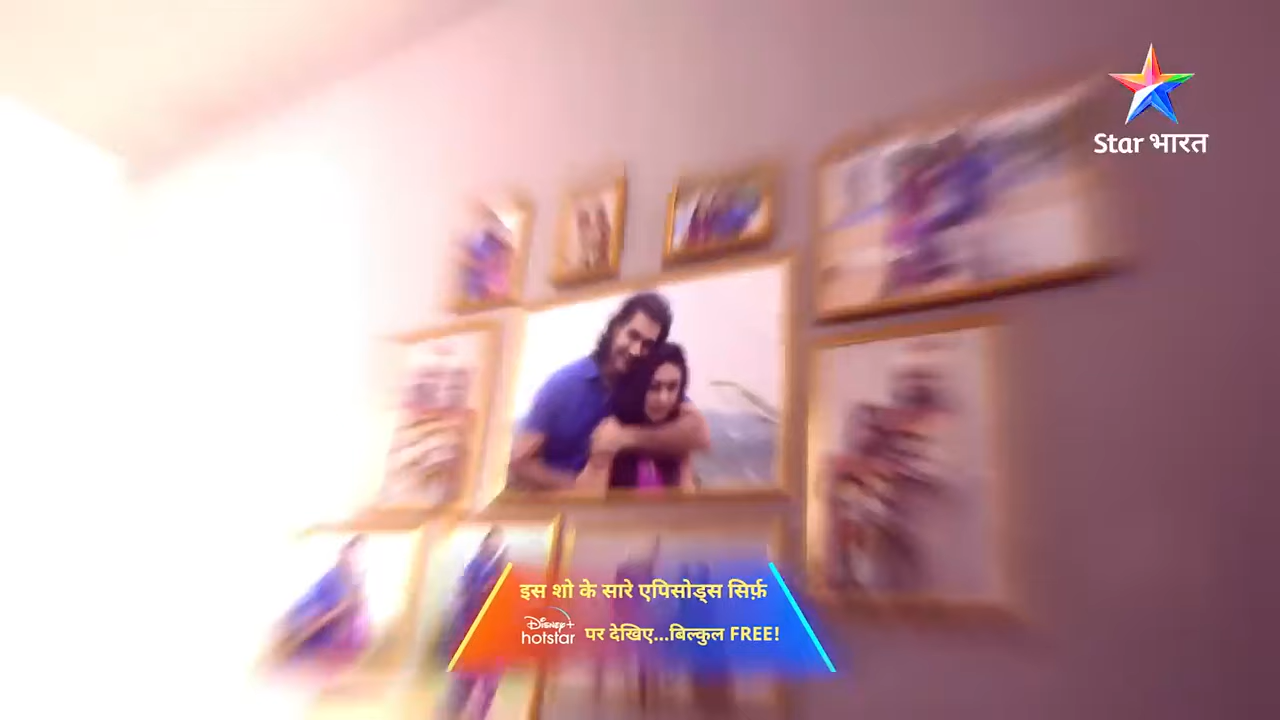 Star भारत
इस शो के सारे एपिसोड्स सिर्फ़
Disney+ hotstar पर देखिए...बिल्कुल FREE!